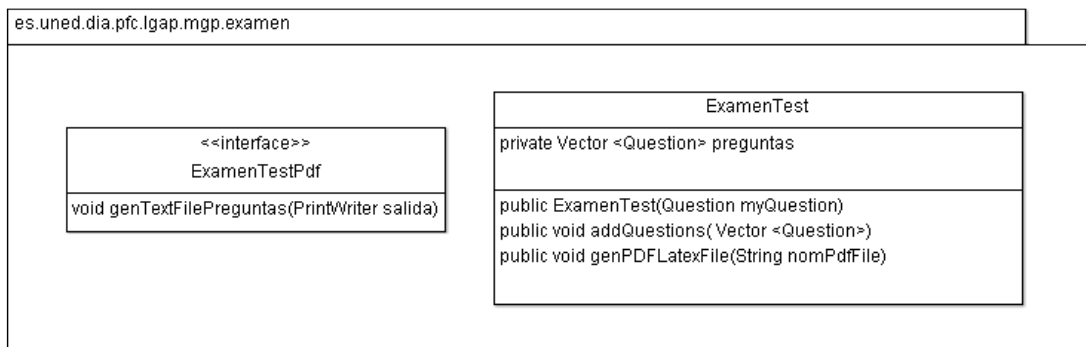 es.uned.dia.pfc.lgap.mgp.examen
<<interface>>
ExamenTestPdf
void genTextFilePreguntas(PrintWriter salida)
ExamenTest
private Vector <Question> preguntas
public ExamenTest(Question myQuestion)
public void addQuestions( Vector <Question>)
public void genPDFLatexFile(String nomPdfFile)